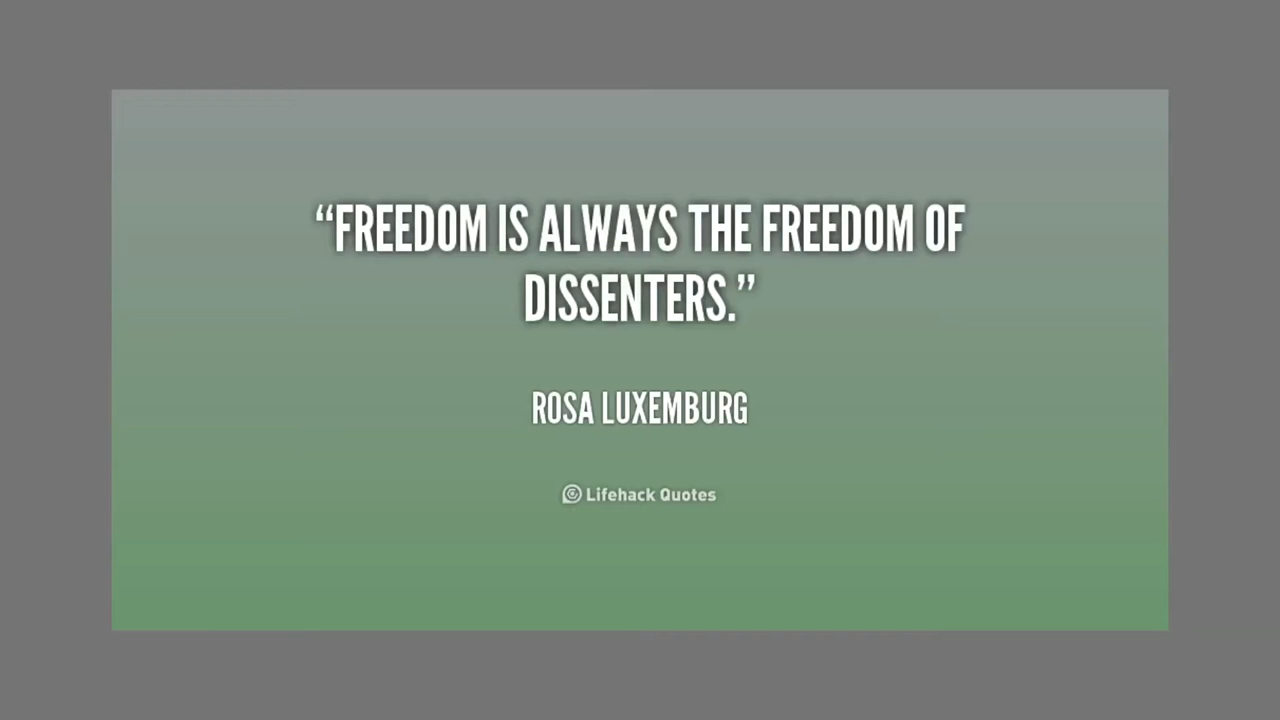 “FREEDOM IS ALWAYS THE FREEDOM OF
DISSENTERS.”
ROSA LUXEMBURG
Lifehack Quotes